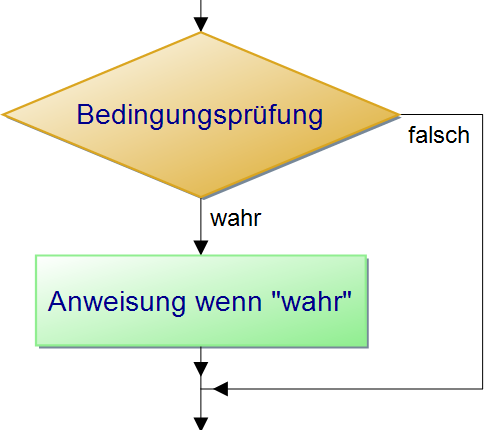 Bedingungsprüfung
falsch
wahr
Anweisung wenn "wahr"